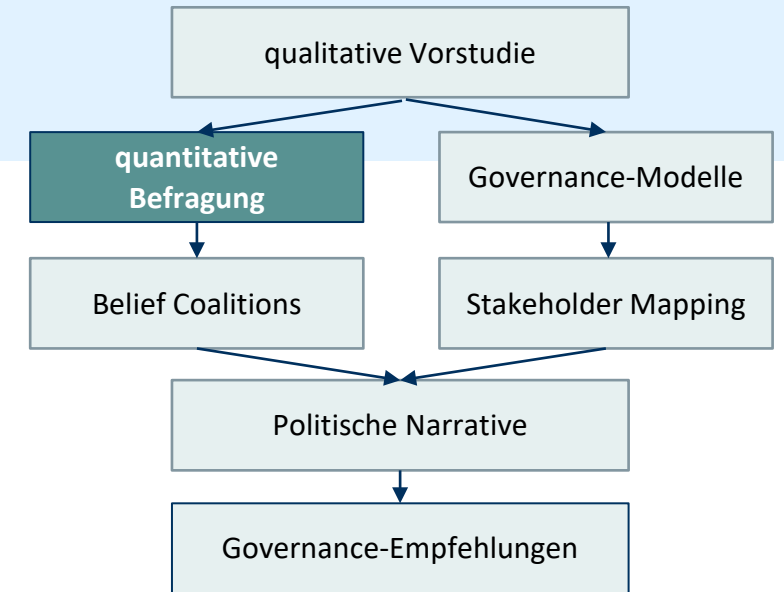 qualitative Vorstudie
quantitative
Befragung
Governance-Modelle
Belief Coalitions
Stakeholder Mapping
Politische Narrative
Governance-Empfehlungen